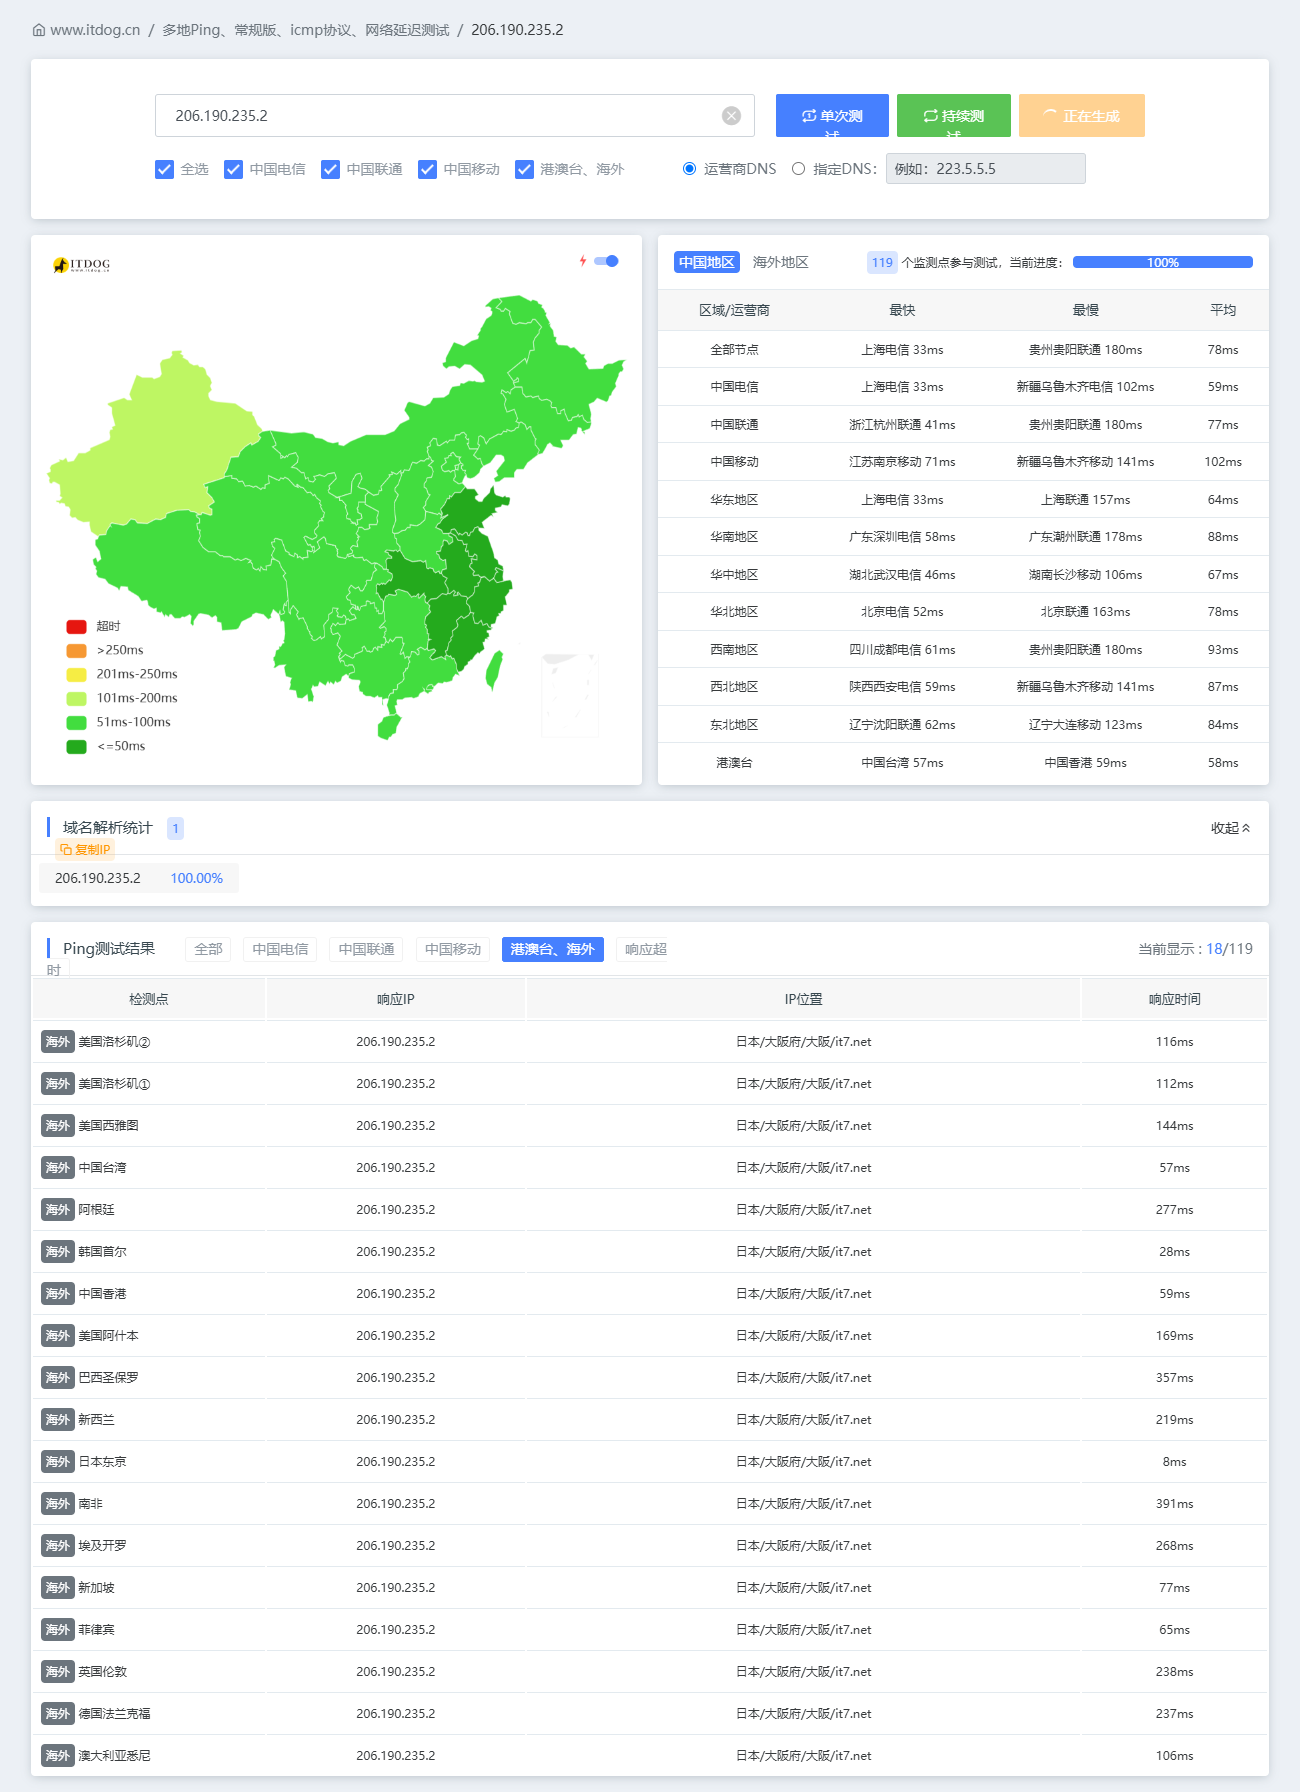 www.itdog.cn / 多地Ping、常规版、icmp协议、网络延迟测试 / 206.190.235.2
206.190.235.2 单次测试 持续测试 正在生成
全选 中国电信 中国联通 中国移动 港澳台、海外 运营商DNS 指定DNS: 例如：223.5.5.5
ITDOG
www.itdog.cn
超时
>250ms
201ms-250ms
101ms-200ms
51ms-100ms
<=50ms
中国地区 海外地区 119 个监测点参与测试，当前进度： 100%
区域/运营商 最快 最慢 平均
全部节点 上海电信 33ms 贵州贵阳联通 180ms 78ms
中国电信 上海电信 33ms 新疆乌鲁木齐电信 102ms 59ms
中国联通 浙江杭州联通 41ms 贵州贵阳联通 180ms 77ms
中国移动 江苏南京移动 71ms 新疆乌鲁木齐移动 141ms 102ms
华东地区 上海电信 33ms 上海联通 157ms 64ms
华南地区 广东深圳电信 58ms 广东潮州联通 178ms 88ms
华中地区 湖北武汉电信 46ms 湖南长沙移动 106ms 67ms
华北地区 北京电信 52ms 北京联通 163ms 78ms
西南地区 四川成都电信 61ms 贵州贵阳联通 180ms 93ms
西北地区 陕西西安电信 59ms 新疆乌鲁木齐移动 141ms 87ms
东北地区 辽宁沈阳联通 62ms 辽宁大连移动 123ms 84ms
港澳台 中国台湾 57ms 中国香港 59ms 58ms
域名解析统计 1 收起
复制IP
206.190.235.2 100.00%
Ping测试结果 全部 中国电信 中国联通 中国移动 港澳台、海外 响应超时 当前显示 : 18/119
检测点 响应IP IP位置 响应时间
海外 美国洛杉矶② 206.190.235.2 日本/大阪府/大阪/it7.net 116ms
海外 美国洛杉矶① 206.190.235.2 日本/大阪府/大阪/it7.net 112ms
海外 美国西雅图 206.190.235.2 日本/大阪府/大阪/it7.net 144ms
海外 中国台湾 206.190.235.2 日本/大阪府/大阪/it7.net 57ms
海外 阿根廷 206.190.235.2 日本/大阪府/大阪/it7.net 277ms
海外 韩国首尔 206.190.235.2 日本/大阪府/大阪/it7.net 28ms
海外 中国香港 206.190.235.2 日本/大阪府/大阪/it7.net 59ms
海外 美国阿什本 206.190.235.2 日本/大阪府/大阪/it7.net 169ms
海外 巴西圣保罗 206.190.235.2 日本/大阪府/大阪/it7.net 357ms
海外 新西兰 206.190.235.2 日本/大阪府/大阪/it7.net 219ms
海外 日本东京 206.190.235.2 日本/大阪府/大阪/it7.net 8ms
海外 南非 206.190.235.2 日本/大阪府/大阪/it7.net 391ms
海外 埃及开罗 206.190.235.2 日本/大阪府/大阪/it7.net 268ms
海外 新加坡 206.190.235.2 日本/大阪府/大阪/it7.net 77ms
海外 菲律宾 206.190.235.2 日本/大阪府/大阪/it7.net 65ms
海外 英国伦敦 206.190.235.2 日本/大阪府/大阪/it7.net 238ms
海外 德国法兰克福 206.190.235.2 日本/大阪府/大阪/it7.net 237ms
海外 澳大利亚悉尼 206.190.235.2 日本/大阪府/大阪/it7.net 106ms